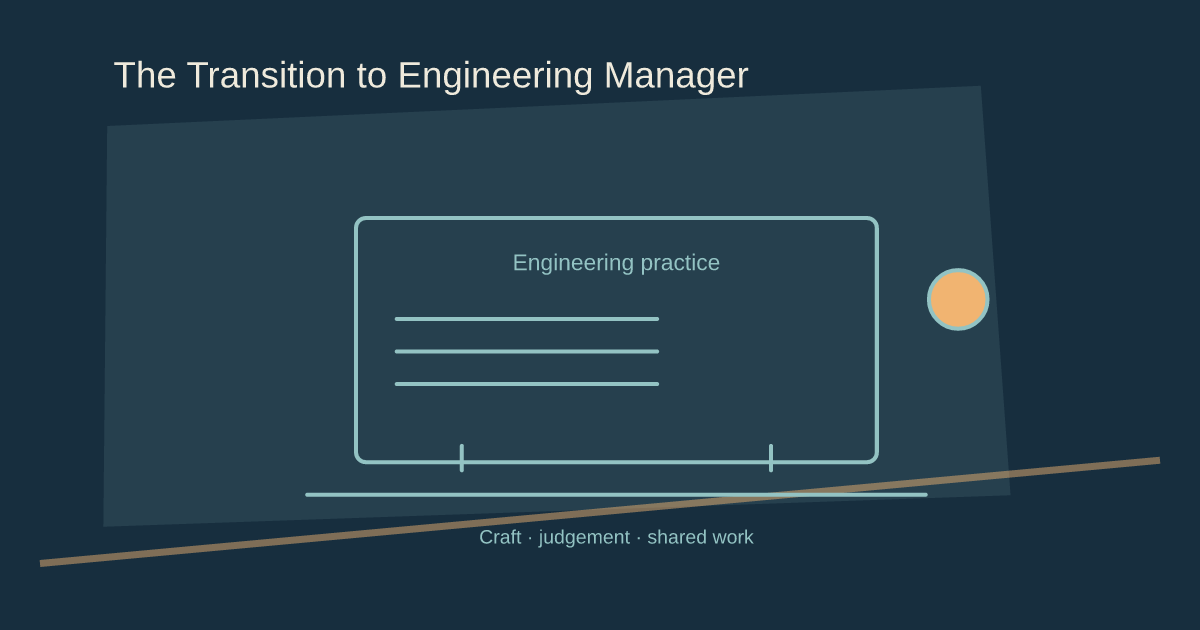 The Transition to Engineering Manager
Engineering practice
Craft · judgement · shared work